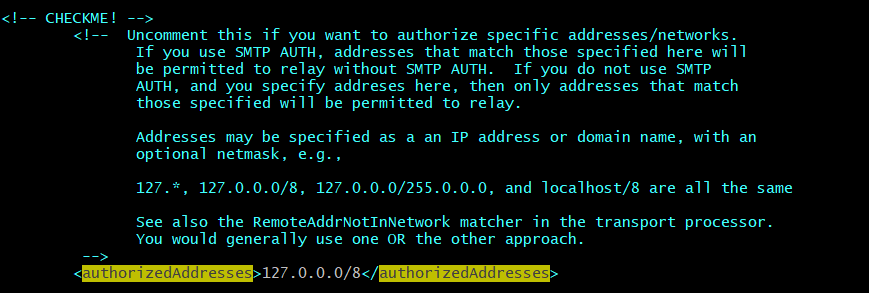 <!-- CHECKME! -->
<!-- Uncomment this if you want to authorize specific addresses/networks.
If you use SMTP AUTH, addresses that match those specified here will
be permitted to relay without SMTP AUTH.  If you do not use SMTP
AUTH, and you specify addreses here, then only addresses that match
those specified will be permitted to relay.
Addresses may be specified as a an IP address or domain name, with an
optional netmask, e.g.,
127.*, 127.0.0.0/8, 127.0.0.0/255.0.0.0, and localhost/8 are all the same
See also the RemoteAddrNotInNetwork matcher in the transport processor.
You would generally use one OR the other approach.
-->
<authorizedAddresses>127.0.0.0/8</authorizedAddresses>